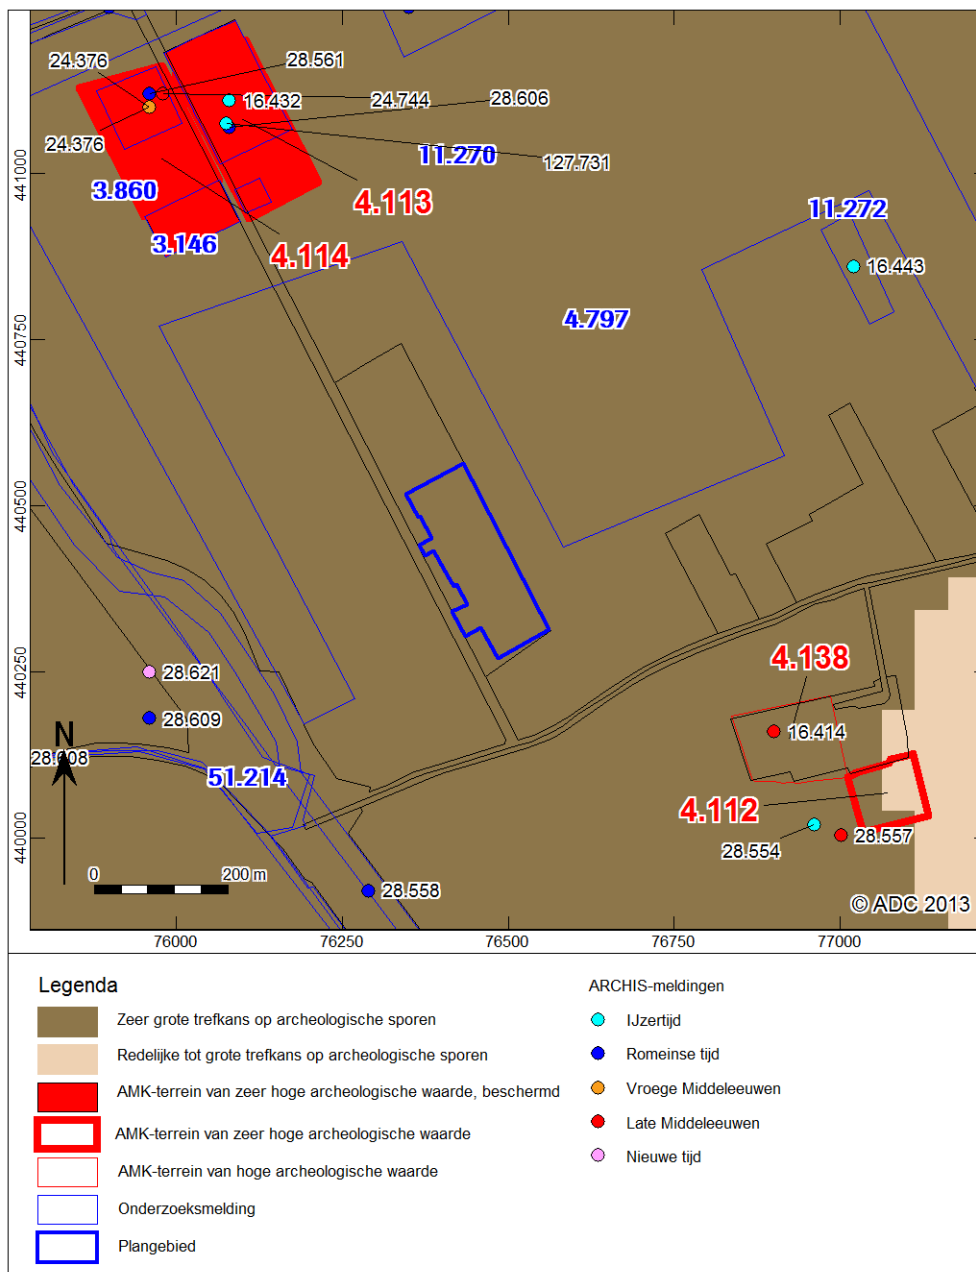 24.376
28.561
16.432
24.744
28.606
24.376
11.270
127.731
3.860
4.113
11.272
3.146
4.114
16.443
4.797
441000
440750
440500
440250
440000
28.621
4.138
28.609
16.414
N
28.608
51.214
4.112
28.554
28.557
0
200 m
28.558
© ADC 2013
76000
76250
76500
76750
77000
Legenda
Zeer grote trefkans op archeologische sporen
Redelijke tot grote trefkans op archeologische sporen
AMK-terrein van zeer hoge archeologische waarde, beschermd
AMK-terrein van zeer hoge archeologische waarde
AMK-terrein van hoge archeologische waarde
Onderzoeksmelding
Plangebied
ARCHIS-meldingen
IJzertijd
Romeinse tijd
Vroege Middeleeuwen
Late Middeleeuwen
Nieuwe tijd